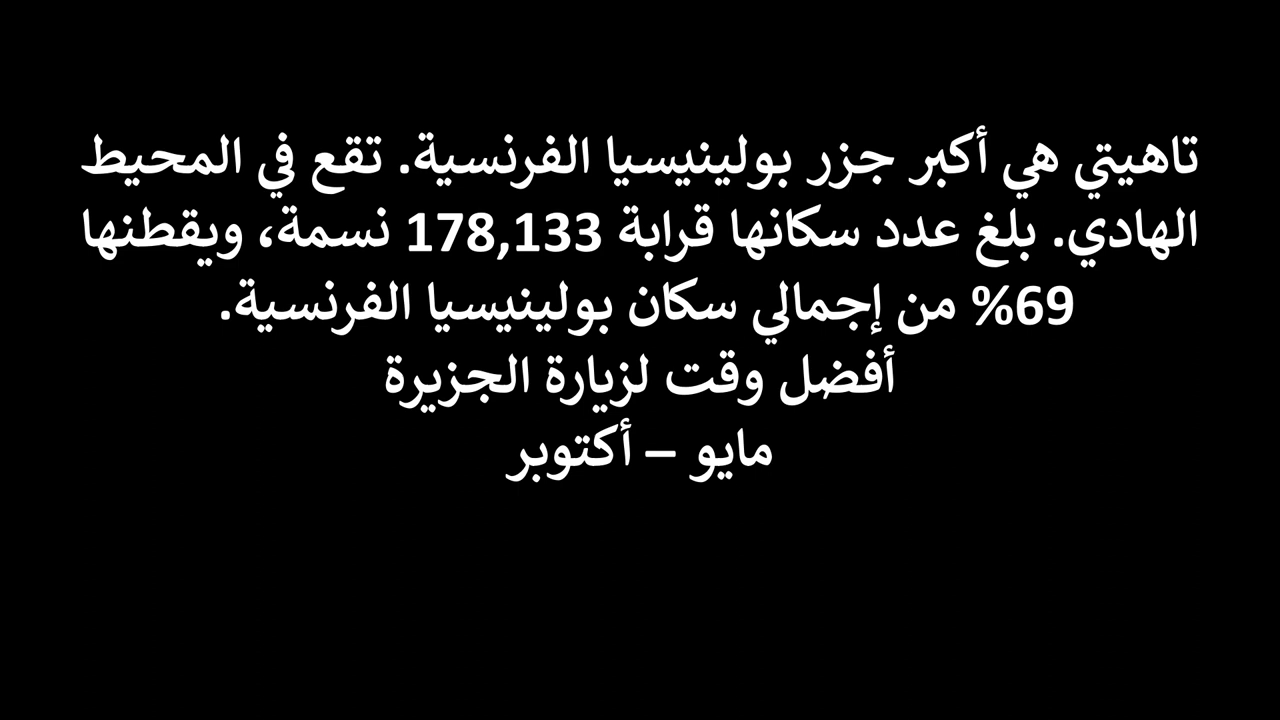 تاهيتي هي أكبر جزر بولينيسيا الفرنسية. تقع في المحيط
الهادي. بلغ عدد سكانها قرابة 178,133 نسمة، ويقطنها
69% من إجمالي سكان بولينيسيا الفرنسية.
أفضل وقت لزيارة الجزيرة
مايو – أكتوبر